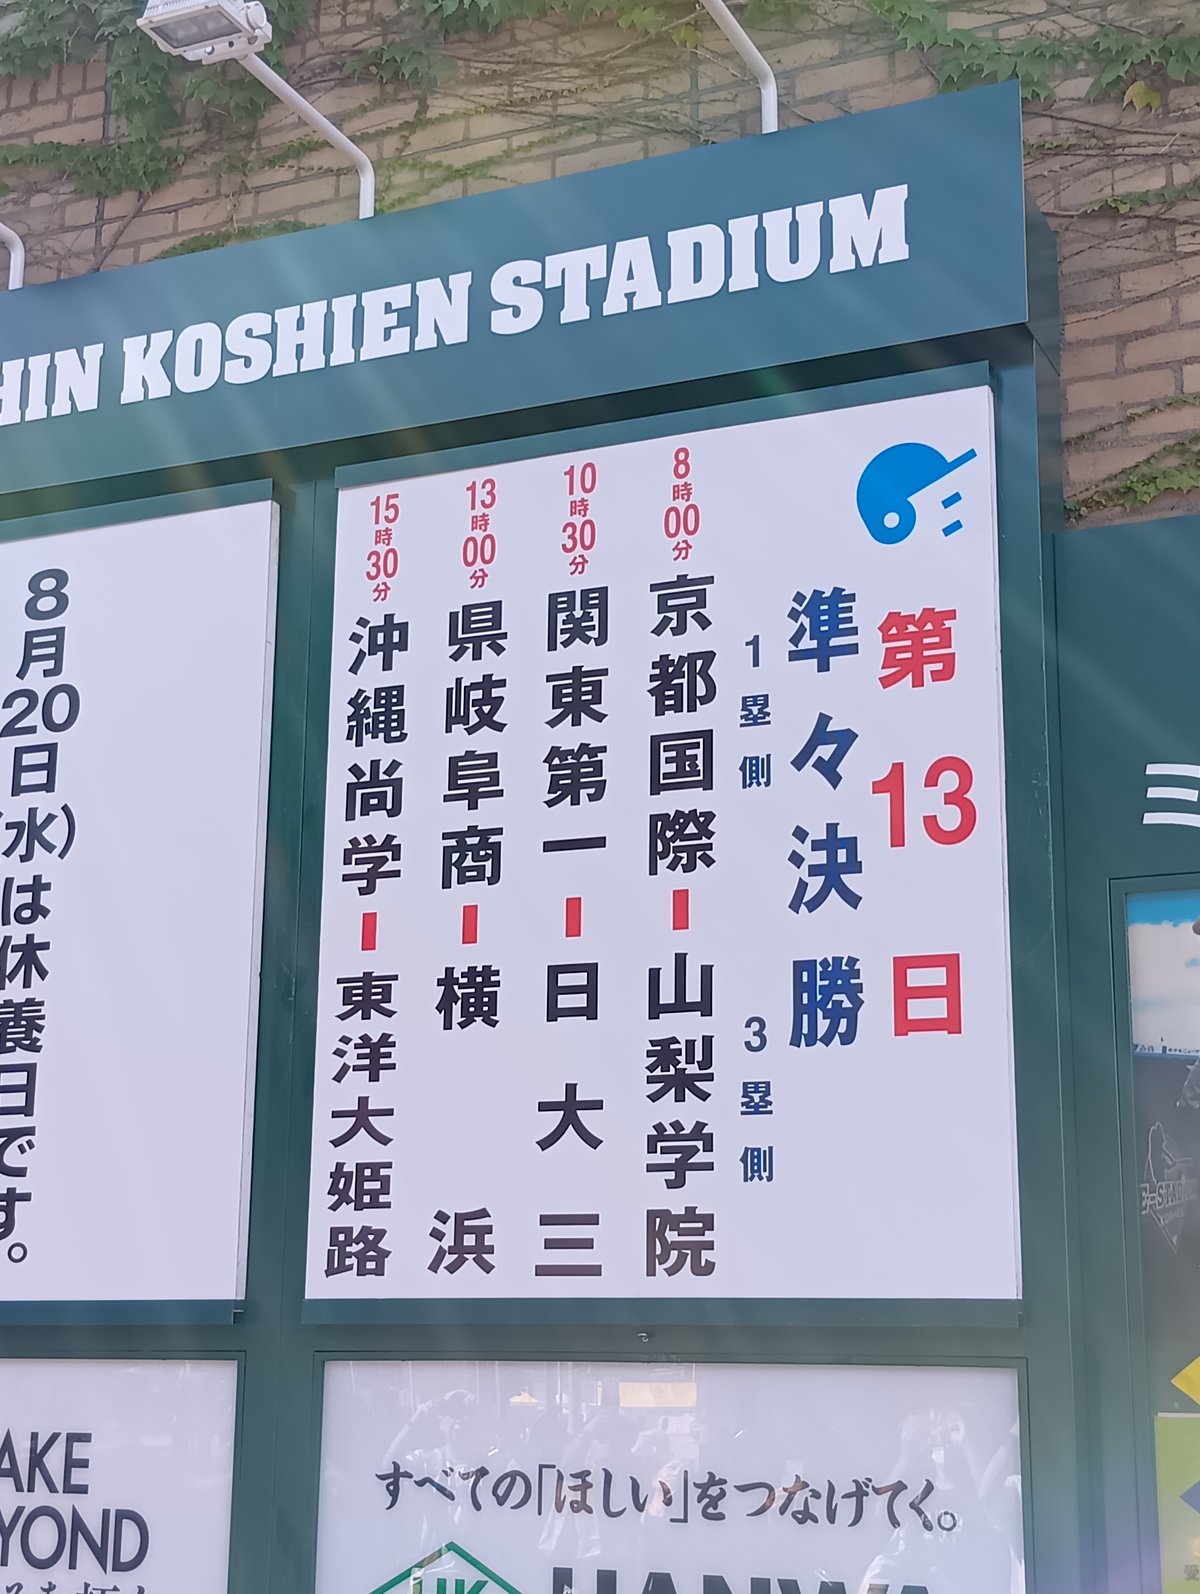 KOSHIEN STADIUM
第13日
準々決勝
1塁側 3塁側
8時00分 京都国際-山梨学院
10時30分 関東第一-日大三
13時00分 県岐阜商-横浜
15時30分 沖縄尚学-東洋大姫路
8月20日(水)は休養日です。
すべての「ほしい」をつなげてく。
HK
HANWA